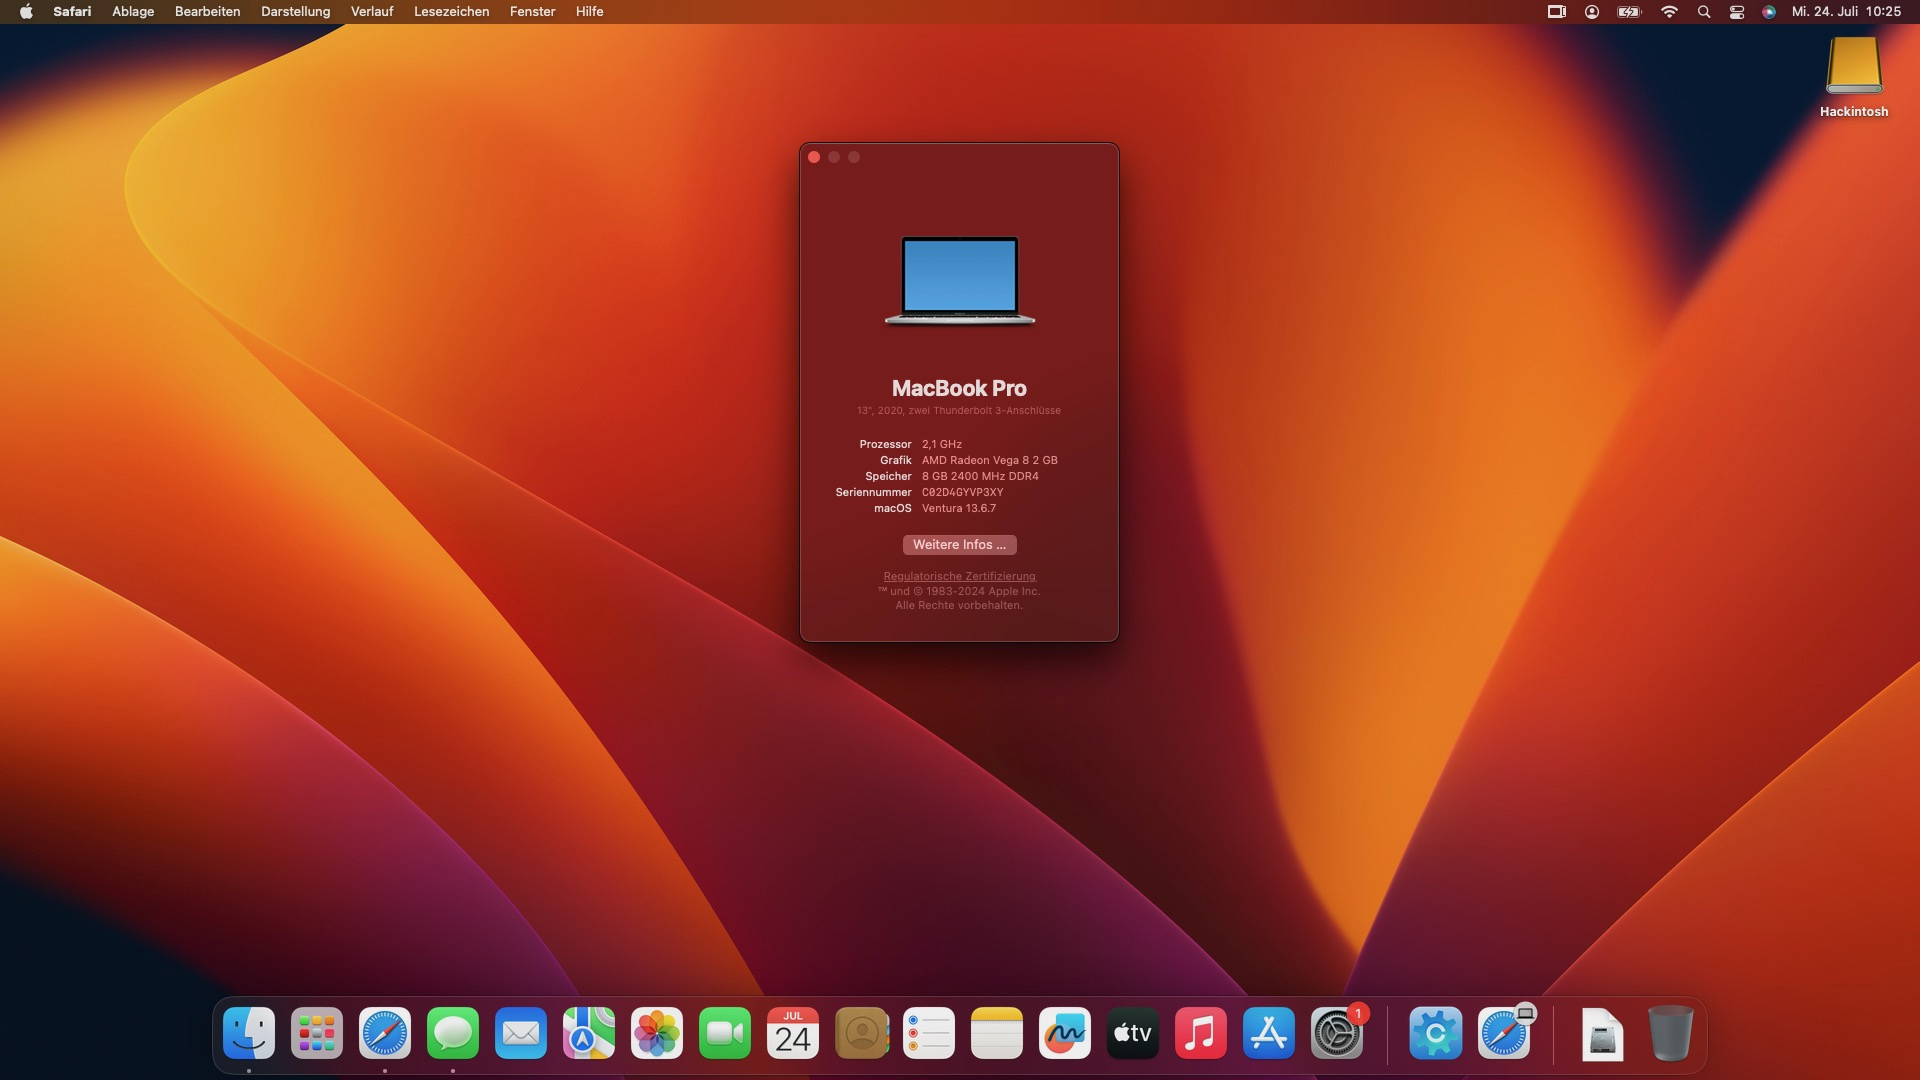 Safari Ablage Bearbeiten Darstellung Verlauf Lesezeichen Fenster Hilfe Mi. 24. Juli 10:25
Hackintosh
MacBook Pro
13", 2020, zwei Thunderbolt 3-Anschlüsse
Prozessor 2,1 GHz
Grafik AMD Radeon Vega 8 2 GB
Speicher 8 GB 2400 MHz DDR4
Seriennummer C02D4GYVP3XY
macOS Ventura 13.6.7
Weitere Infos ...
Regulatorische Zertifizierung
™ und © 1983-2024 Apple Inc.
Alle Rechte vorbehalten.
JUL
24
tv
1